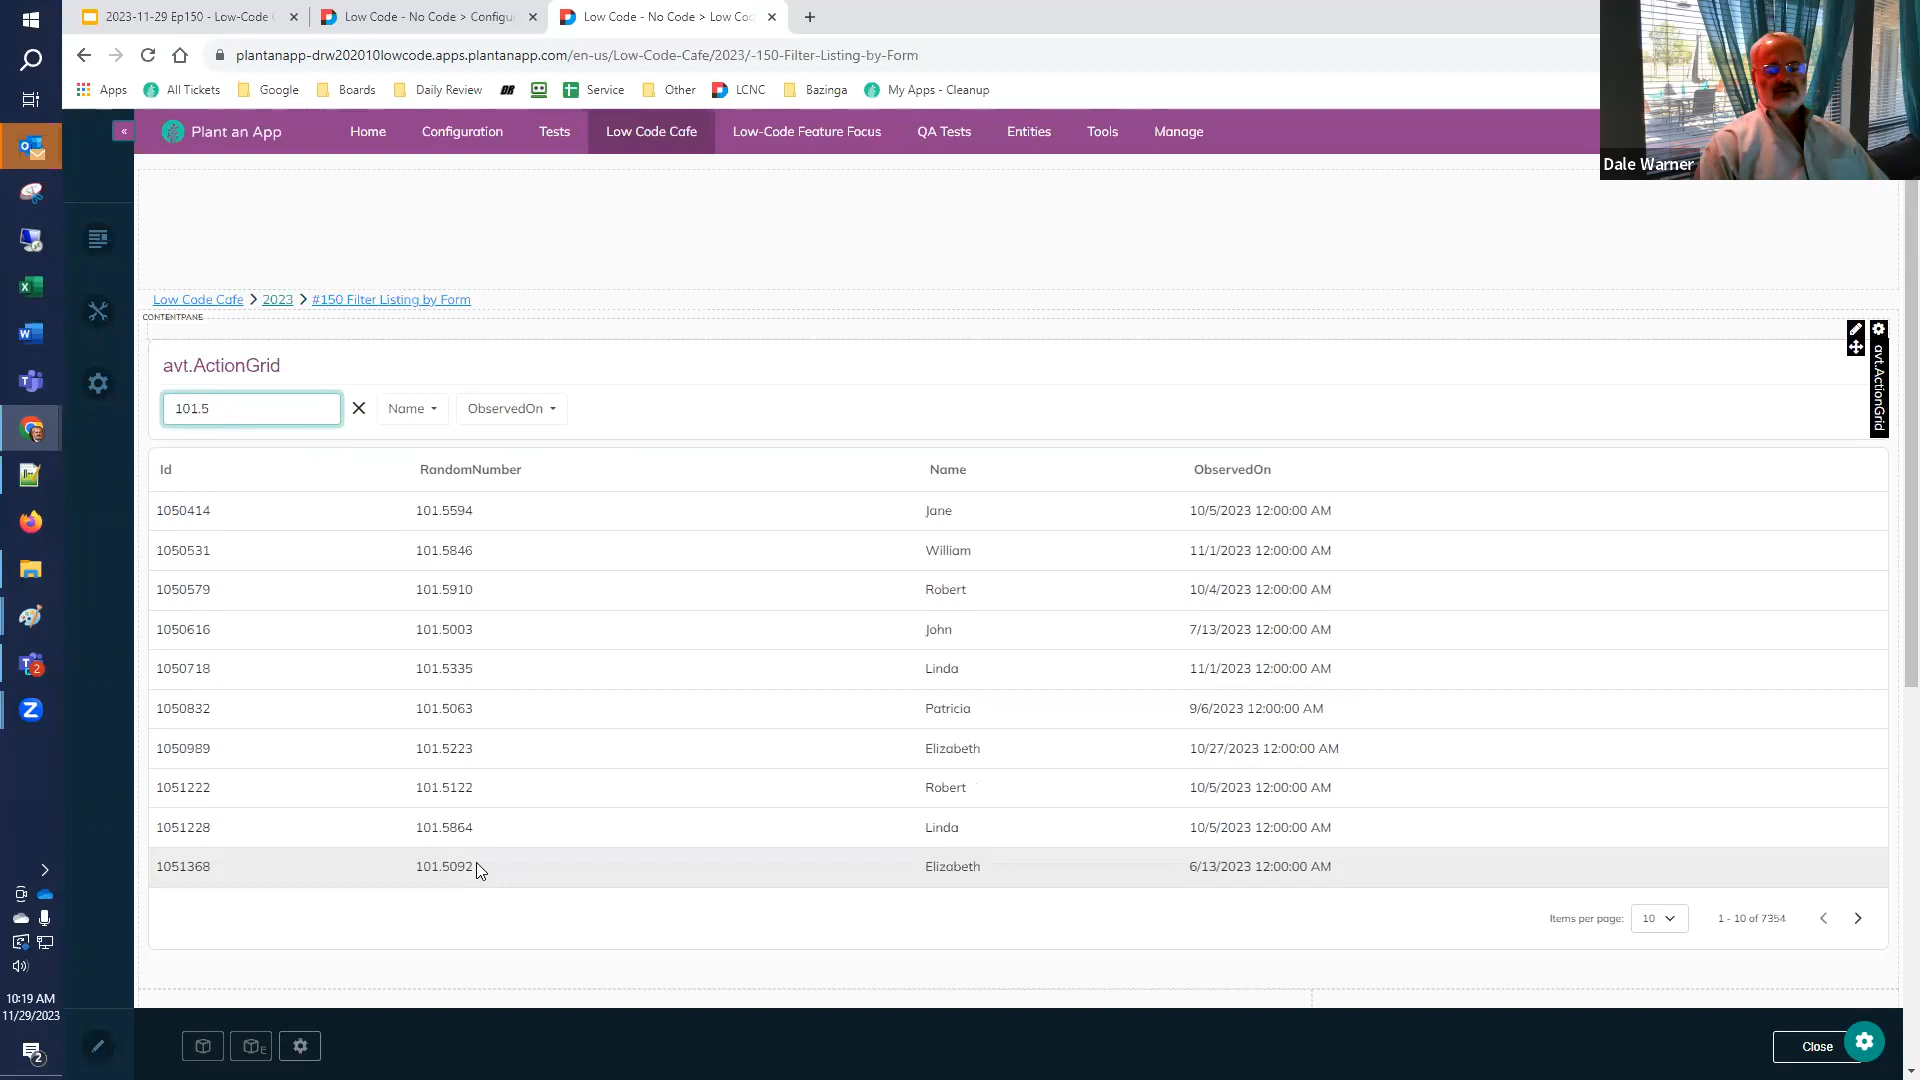 2023-11-29 Ep150 - Low-Code C
Low Code - No Code > Configu
Low Code - No Code > Low Cod
plantanapp-drw202010lowcode.apps.plantanapp.com/en-us/Low-Code-Cafe/2023/-150-Filter-Listing-by-Form
Apps All Tickets Google Boards Daily Review DR Service Other LCNC Bazinga My Apps - Cleanup
« Plant an App Home Configuration Tests Low Code Cafe Low-Code Feature Focus QA Tests Entities Tools Manage
Dale Warner
Low Code Cafe > 2023 > #150 Filter Listing by Form
CONTENTPANE
avt.ActionGrid
avt.ActionGrid
101.5 Name ObservedOn
Id RandomNumber Name ObservedOn
1050414 101.5594 Jane 10/5/2023 12:00:00 AM
1050531 101.5846 William 11/1/2023 12:00:00 AM
1050579 101.5910 Robert 10/4/2023 12:00:00 AM
1050616 101.5003 John 7/13/2023 12:00:00 AM
1050718 101.5335 Linda 11/1/2023 12:00:00 AM
1050832 101.5063 Patricia 9/6/2023 12:00:00 AM
1050989 101.5223 Elizabeth 10/27/2023 12:00:00 AM
1051222 101.5122 Robert 10/5/2023 12:00:00 AM
1051228 101.5864 Linda 10/5/2023 12:00:00 AM
1051368 101.5092 Elizabeth 6/13/2023 12:00:00 AM
Items per page: 10 1 - 10 of 7354
E
Close
10:19 AM
11/29/2023
2
2